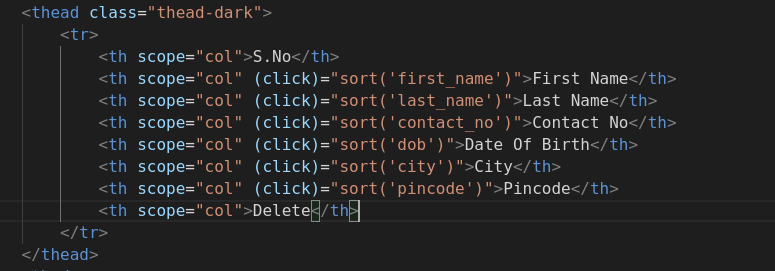 <thead class="thead-dark">
<tr>
<th scope="col">S.No</th>
<th scope="col" (click)="sort('first_name')">First Name</th>
<th scope="col" (click)="sort('last_name')">Last Name</th>
<th scope="col" (click)="sort('contact_no')">Contact No</th>
<th scope="col" (click)="sort('dob')">Date Of Birth</th>
<th scope="col" (click)="sort('city')">City</th>
<th scope="col" (click)="sort('pincode')">Pincode</th>
<th scope="col">Delete</th>
</tr>
</thead>